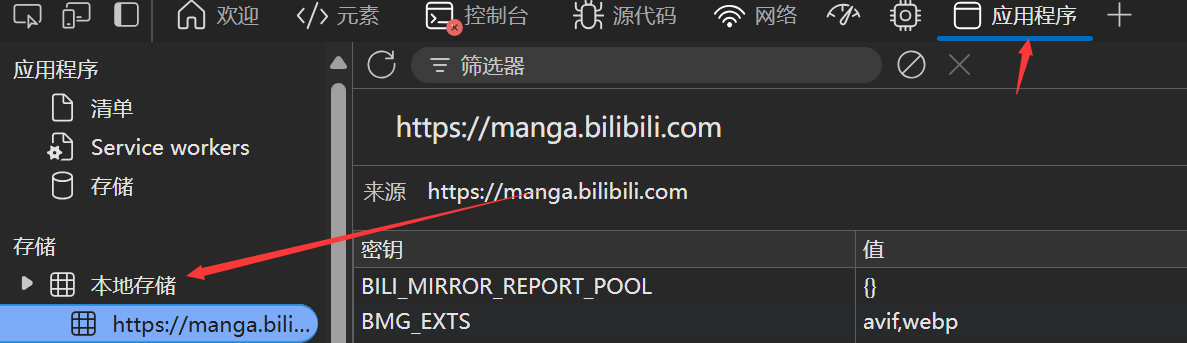 欢迎 元素 控制台 源代码 网络 应用程序
应用程序 筛选器
清单
Service workers
存储
https://manga.bilibili.com
来源 https://manga.bilibili.com
存储
密钥 值
本地存储
BILI_MIRROR_REPORT_POOL {}
https://manga.bili...
BMG_EXTS avif,webp